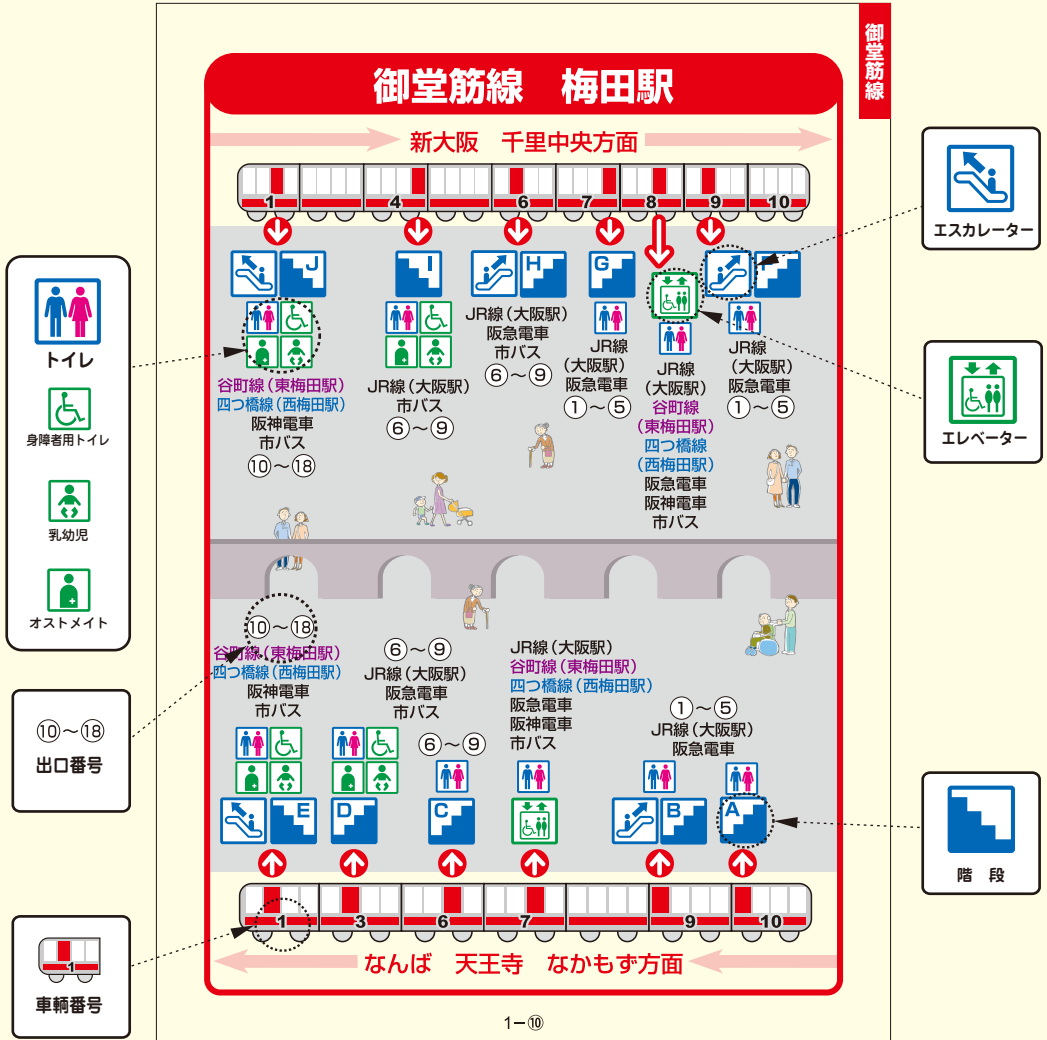 御堂筋線
御堂筋線 梅田駅
新大阪 千里中央方面
1 4 6 7 8 9 10
J
I
H
G
F
JR線(大阪駅)
阪急電車
市バス
⑥～⑨
JR線
(大阪駅)
阪急電車
①～⑤
JR線
(大阪駅)
阪急電車
①～⑤
谷町線(東梅田駅)
四つ橋線(西梅田駅)
阪神電車
市バス
⑩～⑱
JR線(大阪駅)
市バス
⑥～⑨
JR線
(大阪駅)
谷町線
(東梅田駅)
四つ橋線
(西梅田駅)
阪急電車
阪神電車
市バス
⑩～⑱
谷町線(東梅田駅)
四つ橋線(西梅田駅)
阪神電車
市バス
⑥～⑨
JR線(大阪駅)
阪急電車
市バス
⑥～⑨
JR線(大阪駅)
谷町線(東梅田駅)
四つ橋線(西梅田駅)
阪急電車
阪神電車
市バス
①～⑤
JR線(大阪駅)
阪急電車
E
D
C
B
A
1 3 6 7 9 10
なんば 天王寺 なかもず方面
1-⑩
トイレ
身障者用トイレ
乳幼児
オストメイト
⑩～⑱
出口番号
1
車輌番号
エスカレーター
エレベーター
階 段